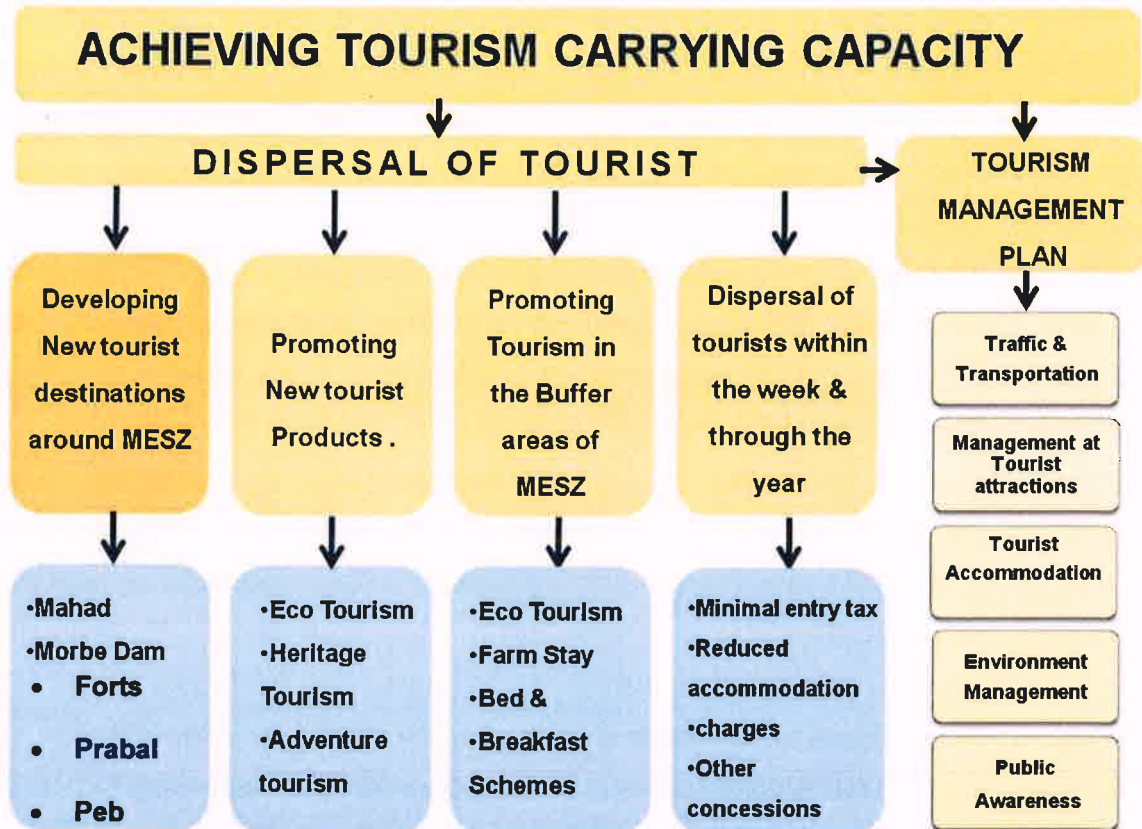 ACHIEVING TOURISM CARRYING CAPACITY
DISPERSAL OF TOURIST
TOURISM
MANAGEMENT
PLAN
Developing
New tourist
destinations
around MESZ
Promoting
New tourist
Products .
Promoting
Tourism in
the Buffer
areas of
MESZ
Dispersal of
tourists within
the week &
through the
year
•Mahad
•Morbe Dam
• Forts
• Prabal
• Peb
•Eco Tourism
•Heritage
Tourism
•Adventure
tourism
•Eco Tourism
•Farm Stay
•Bed &
•Breakfast
Schemes
•Minimal entry tax
•Reduced
accommodation
•charges
•Other
concessions
Traffic &
Transportation
Management at
Tourist
attractions
Tourist
Accommodation
Environment
Management
Public
Awareness